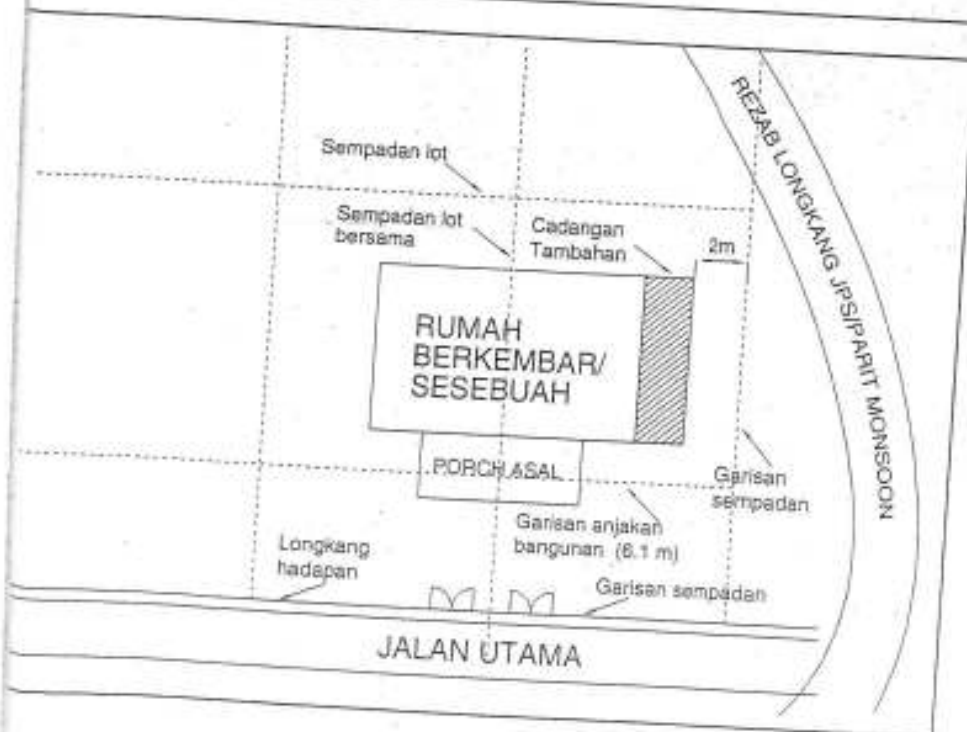 Sempadan lot
Sempadan lot
bersama
Cadangan
Tambahan
2m
REZAB LONGKANG JPS/PARIT MONSOON
RUMAH
BERKEMBAR/
SESEBUAH
PORCH ASAL
Garisan
sempadan
Garisan anjakan
bangunan (6.1 m)
Longkang
hadapan
Garisan sempadan
JALAN UTAMA